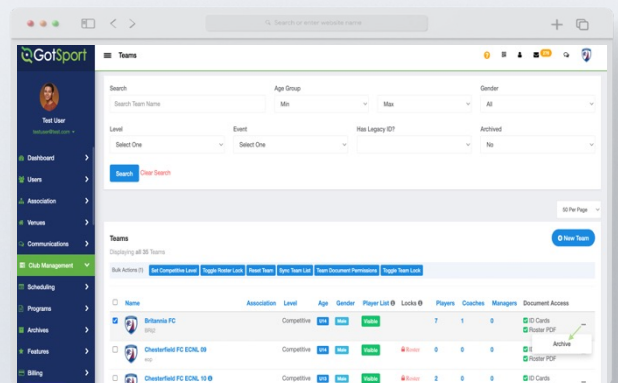 Search or enter website name
GotSport
Teams
Test User
testuser@test.com
Dashboard
Users
Association
Venues
Communications
Club Management
Scheduling
Programs
Archives
Features
Billing
Search
Age Group
Gender
Search Team Name
Min
Max
All
Level
Event
Has Legacy ID?
Archived
Select One
Select One
No
Search
Clear Search
50 Per Page
Teams
New Team
Displaying all 35 Teams
Bulk Actions (1)
Set Competitive Level
Toggle Roster Lock
Reset Team
Sync Team List
Team Document Permissions
Toggle Team Lock
Name
Association
Level
Age
Gender
Player List
Locks
Players
Coaches
Managers
Document Access
Britannia FC
Competitive
Male
Visible
7
1
0
ID Cards
Roster PDF
Archive
Chesterfield FC ECNL 09
Competitive
Male
Visible
Roster
0
0
0
Roster PDF
Chesterfield FC ECNL 10
Competitive
Male
Visible
Roster
2
0
0
ID Cards